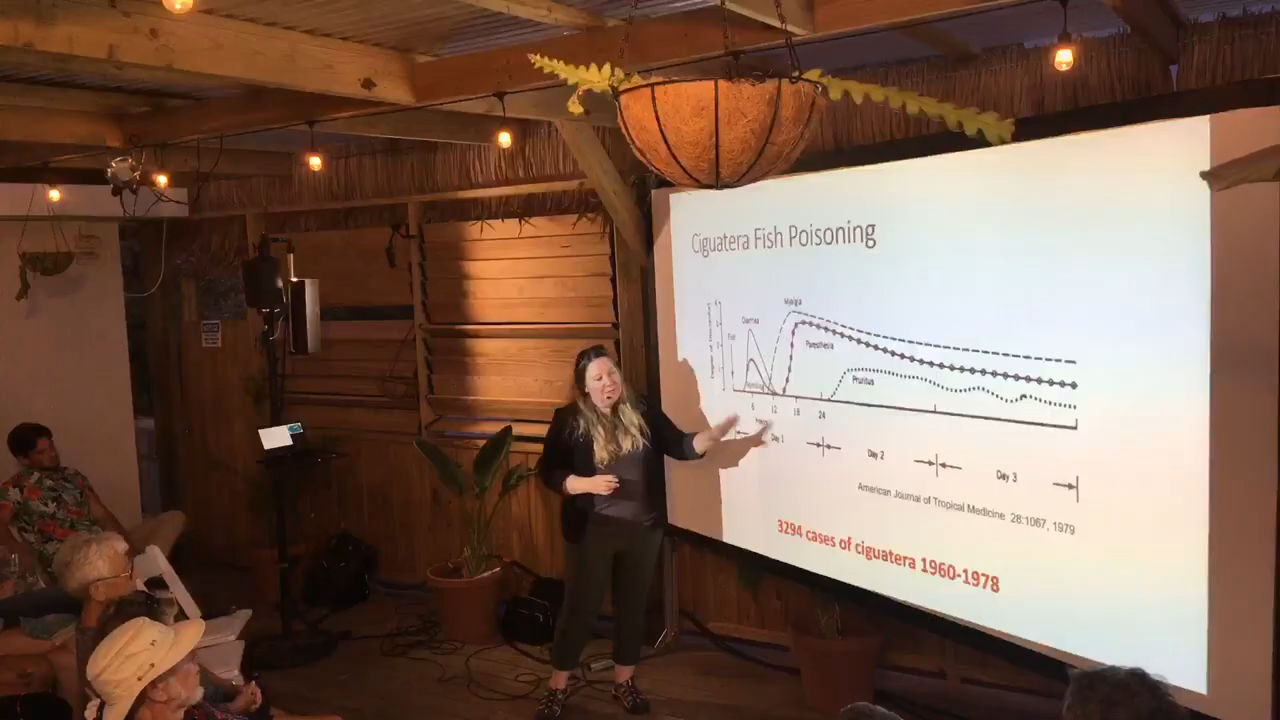 Ciguatera Fish Poisoning
Myalgia
Diarrhea
Fish
Paresthesia
Pruritus
6 12 18 24
Day 1
Day 2
Day 3
American Journal of Tropical Medicine 28:1067, 1979
3294 cases of ciguatera 1960-1978